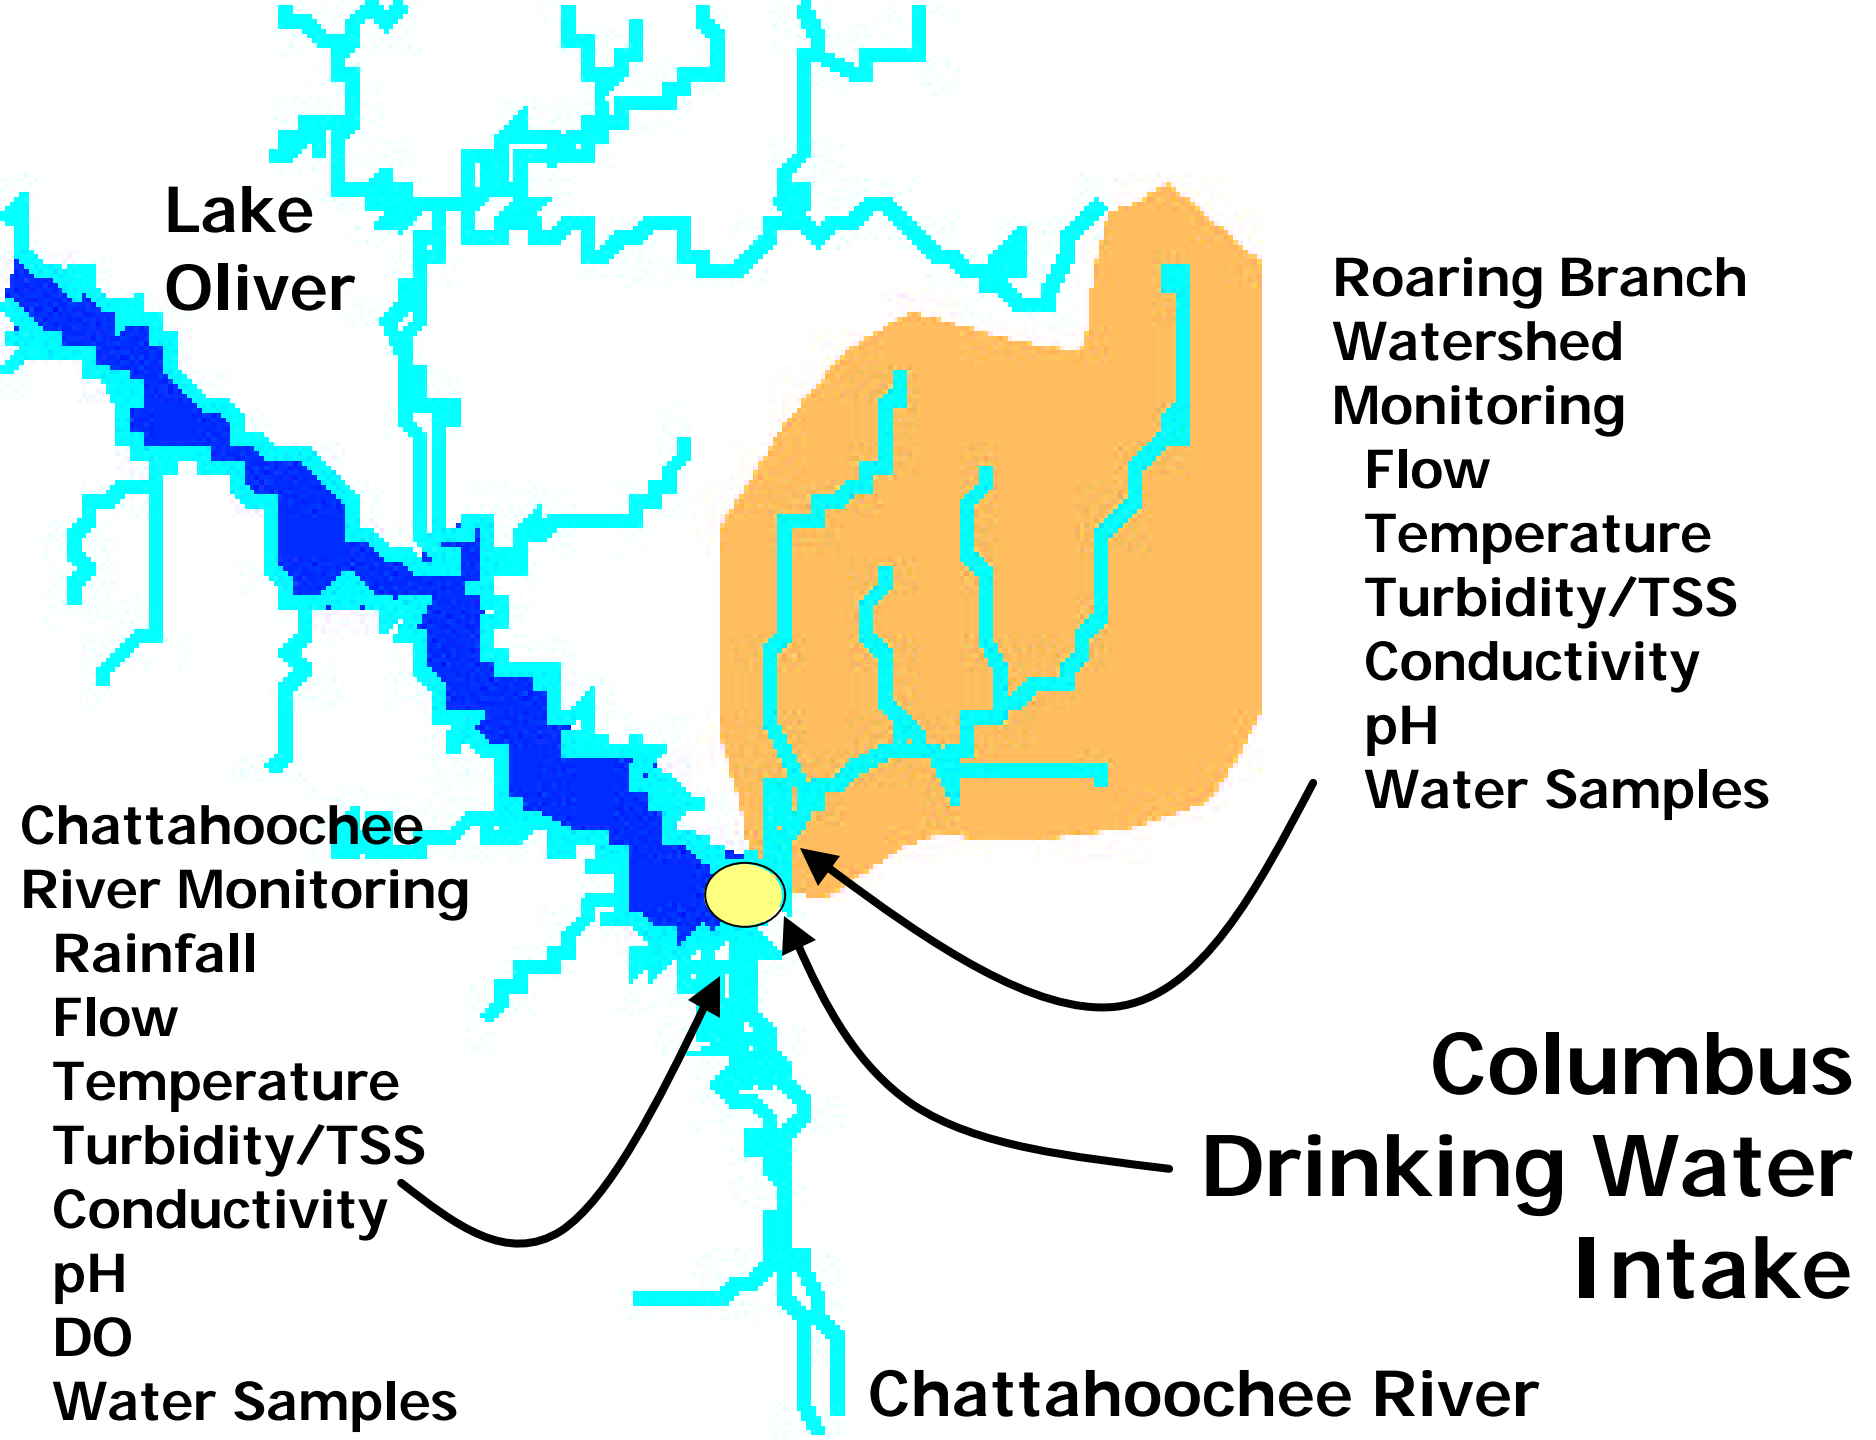 Lake
Oliver
Roaring Branch
Watershed
Monitoring
Flow
Temperature
Turbidity/TSS
Conductivity
pH
Water Samples
Chattahoochee
River Monitoring
Rainfall
Flow
Temperature
Turbidity/TSS
Conductivity
pH
DO
Water Samples
Columbus
Drinking Water
Intake
Chattahoochee River